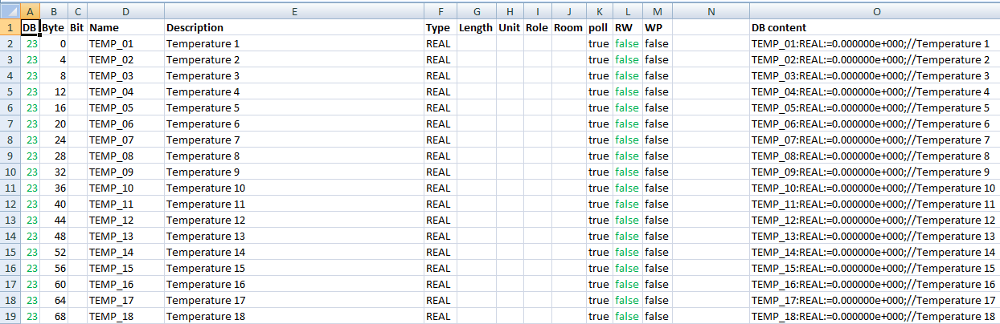 A B C D E F G H I J K L M N O
1 DB Byte Bit Name Description Type Length Unit Role Room poll RW WP DB content
2 23 0 TEMP_01 Temperature 1 REAL true false false TEMP_01:REAL:=0.000000e+000;//Temperature 1
3 23 4 TEMP_02 Temperature 2 REAL true false false TEMP_02:REAL:=0.000000e+000;//Temperature 2
4 23 8 TEMP_03 Temperature 3 REAL true false false TEMP_03:REAL:=0.000000e+000;//Temperature 3
5 23 12 TEMP_04 Temperature 4 REAL true false false TEMP_04:REAL:=0.000000e+000;//Temperature 4
6 23 16 TEMP_05 Temperature 5 REAL true false false TEMP_05:REAL:=0.000000e+000;//Temperature 5
7 23 20 TEMP_06 Temperature 6 REAL true false false TEMP_06:REAL:=0.000000e+000;//Temperature 6
8 23 24 TEMP_07 Temperature 7 REAL true false false TEMP_07:REAL:=0.000000e+000;//Temperature 7
9 23 28 TEMP_08 Temperature 8 REAL true false false TEMP_08:REAL:=0.000000e+000;//Temperature 8
10 23 32 TEMP_09 Temperature 9 REAL true false false TEMP_09:REAL:=0.000000e+000;//Temperature 9
11 23 36 TEMP_10 Temperature 10 REAL true false false TEMP_10:REAL:=0.000000e+000;//Temperature 10
12 23 40 TEMP_11 Temperature 11 REAL true false false TEMP_11:REAL:=0.000000e+000;//Temperature 11
13 23 44 TEMP_12 Temperature 12 REAL true false false TEMP_12:REAL:=0.000000e+000;//Temperature 12
14 23 48 TEMP_13 Temperature 13 REAL true false false TEMP_13:REAL:=0.000000e+000;//Temperature 13
15 23 52 TEMP_14 Temperature 14 REAL true false false TEMP_14:REAL:=0.000000e+000;//Temperature 14
16 23 56 TEMP_15 Temperature 15 REAL true false false TEMP_15:REAL:=0.000000e+000;//Temperature 15
17 23 60 TEMP_16 Temperature 16 REAL true false false TEMP_16:REAL:=0.000000e+000;//Temperature 16
18 23 64 TEMP_17 Temperature 17 REAL true false false TEMP_17:REAL:=0.000000e+000;//Temperature 17
19 23 68 TEMP_18 Temperature 18 REAL true false false TEMP_18:REAL:=0.000000e+000;//Temperature 18